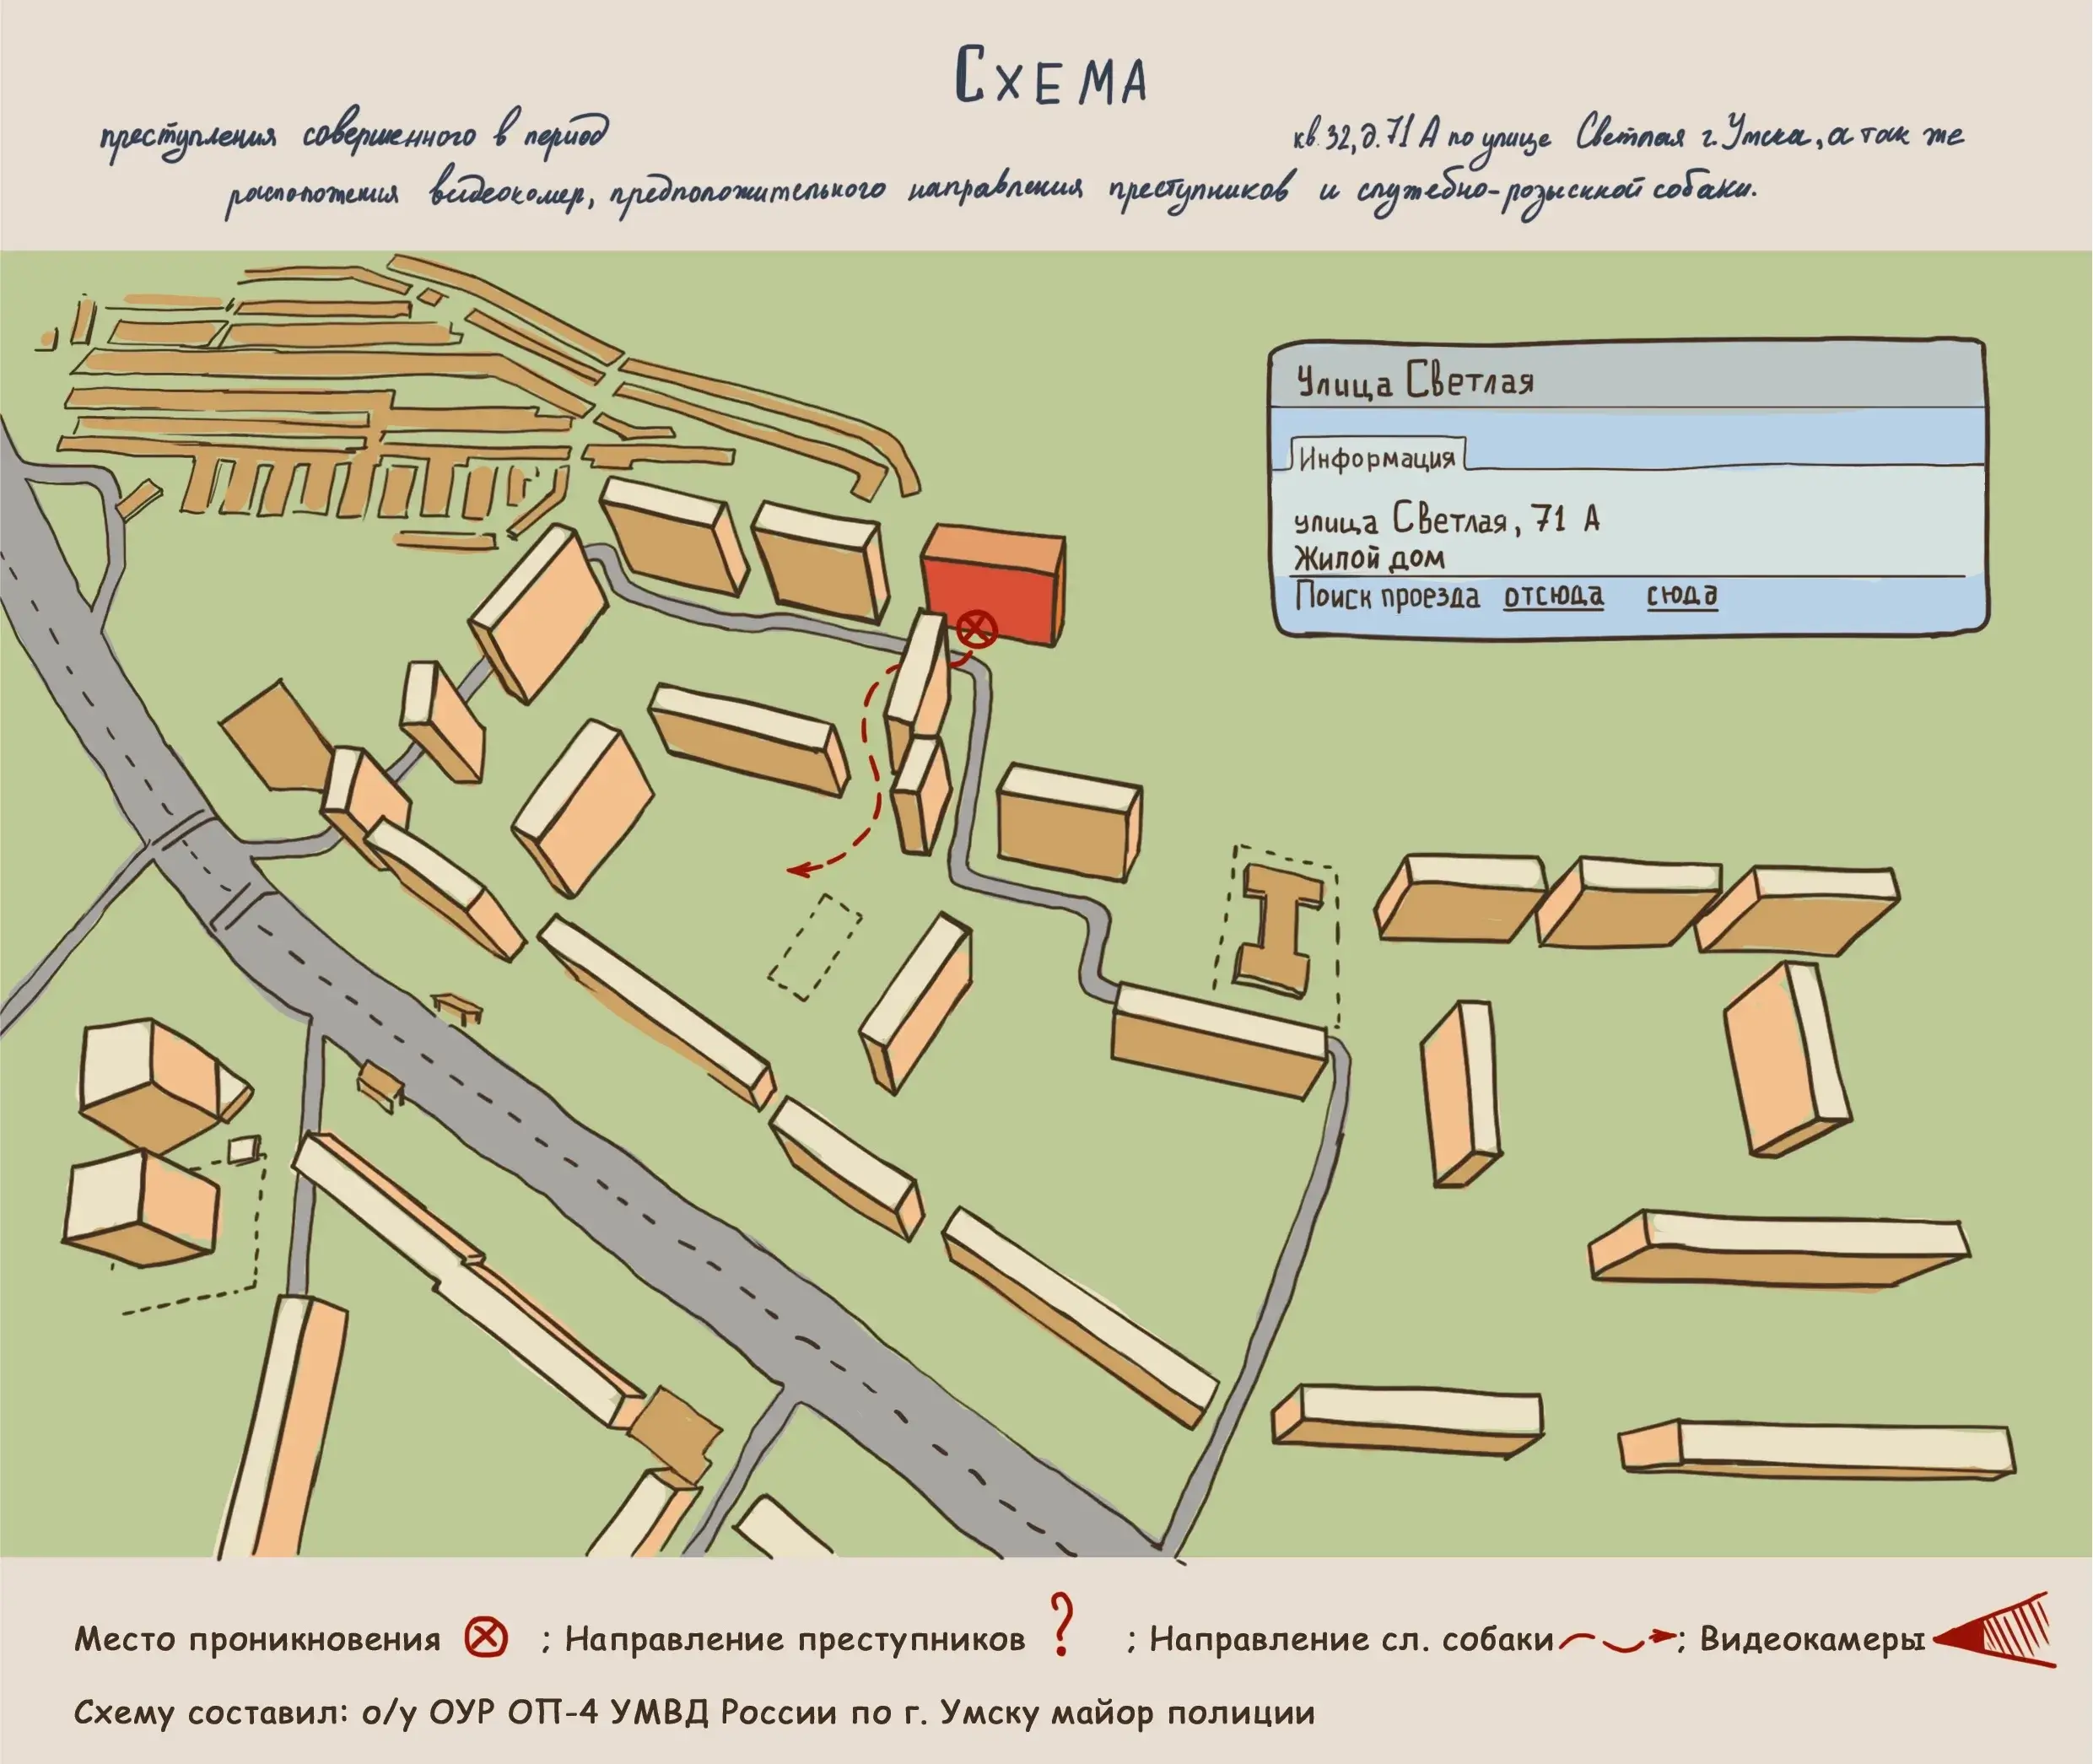 Схема
преступления совершенного в период кв.32, д.71 А по улице Светлая г.Умска, а так же
расположения видеокамер, предположительного направления преступников и служебно-розыскной собаки.
Улица Светлая
Информация
улица Светлая, 71 А
Жилой дом
Поиск проезда отсюда сюда
Место проникновения ; Направление преступников ? ; Направление сл. собаки ; Видеокамеры
Схему составил: о/у ОУР ОП-4 УМВД России по г. Умску майор полиции